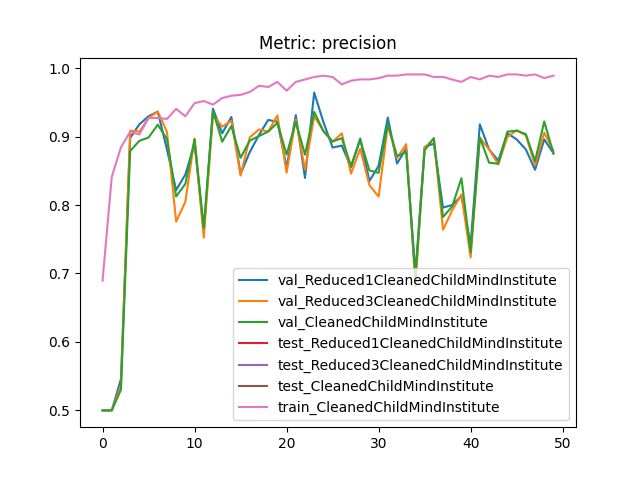 Metric: precision
1.0
0.9
0.8
0.7
0.6
0.5
val_Reduced1CleanedChildMindInstitute
val_Reduced3CleanedChildMindInstitute
val_CleanedChildMindInstitute
test_Reduced1CleanedChildMindInstitute
test_Reduced3CleanedChildMindInstitute
test_CleanedChildMindInstitute
train_CleanedChildMindInstitute
0 10 20 30 40 50